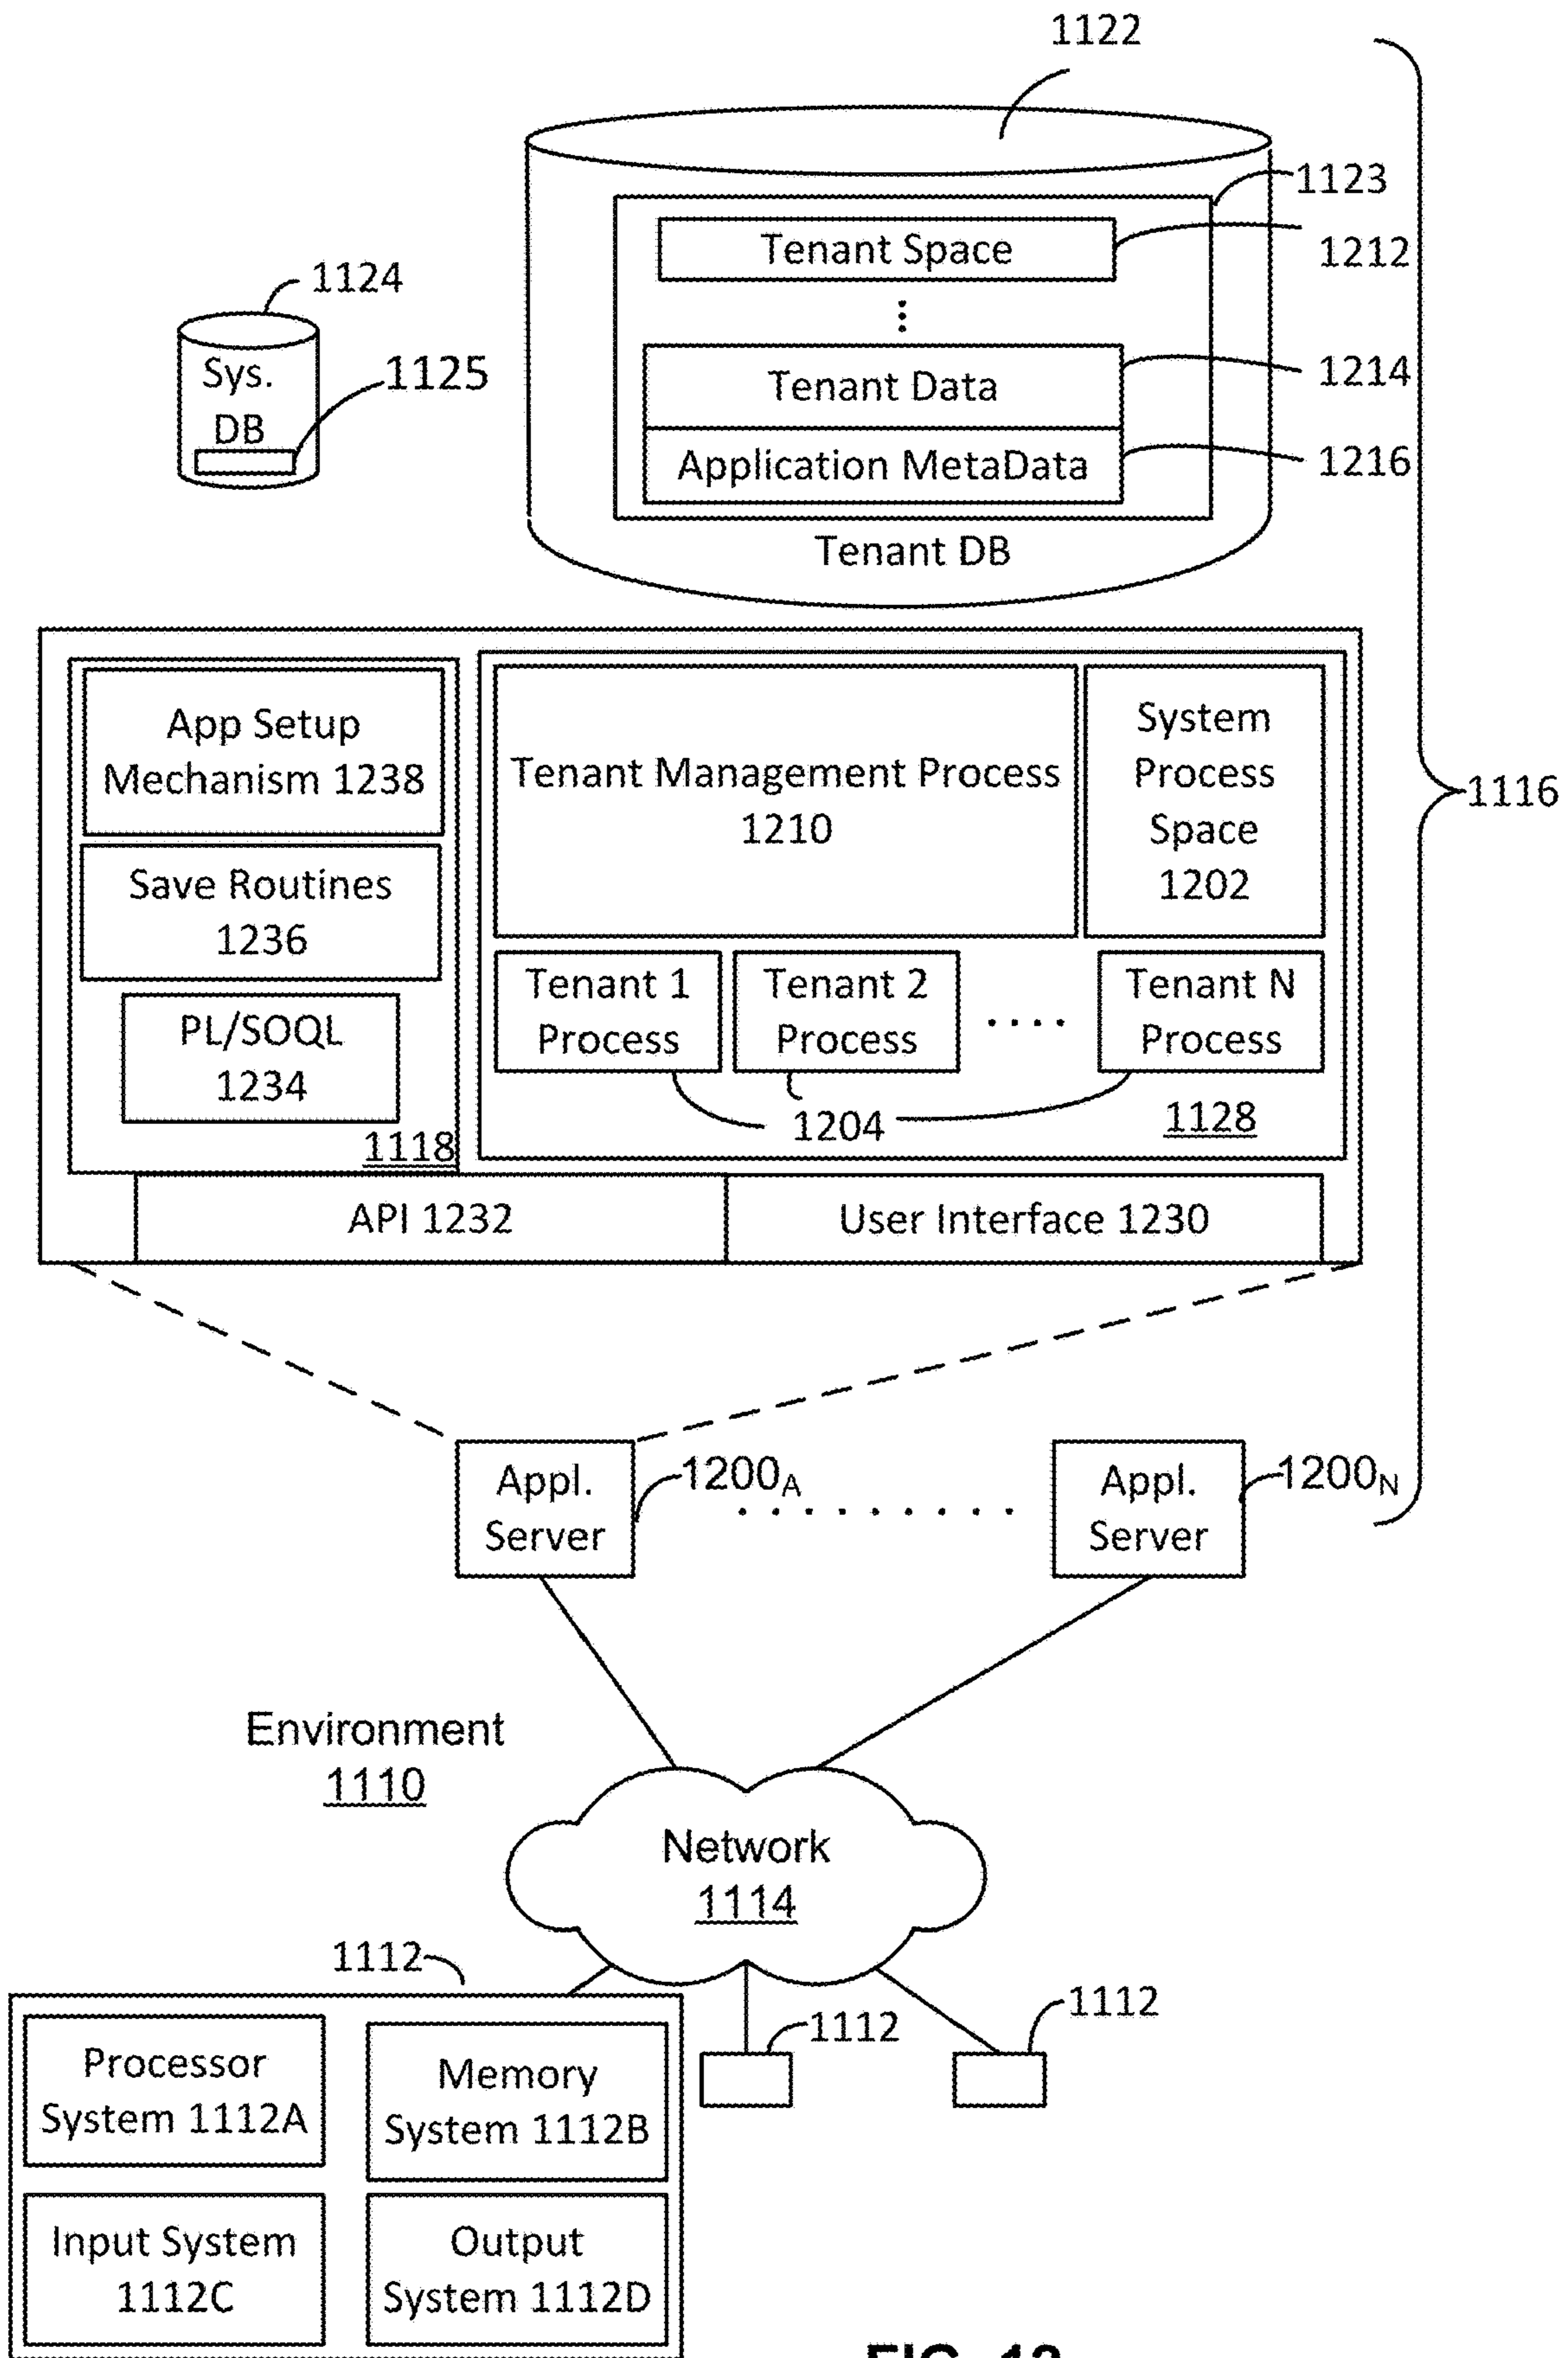 1122
1123
Tenant Space
1212
1124
Sys.
DB
1125
Tenant Data
1214
Application MetaData
1216
Tenant DB
App Setup
Mechanism 1238
Tenant Management Process
1210
System
Process
Space
1202
1116
Save Routines
1236
PL/SOQL
1234
1118
Tenant 1
Process
Tenant 2
Process
....
Tenant N
Process
1204
1128
API 1232
User Interface 1230
Appl.
Server
1200A
.........
Appl.
Server
1200N
Environment
1110
Network
1114
1112
1112
1112
Processor
System 1112A
Memory
System 1112B
Input System
1112C
Output
System 1112D